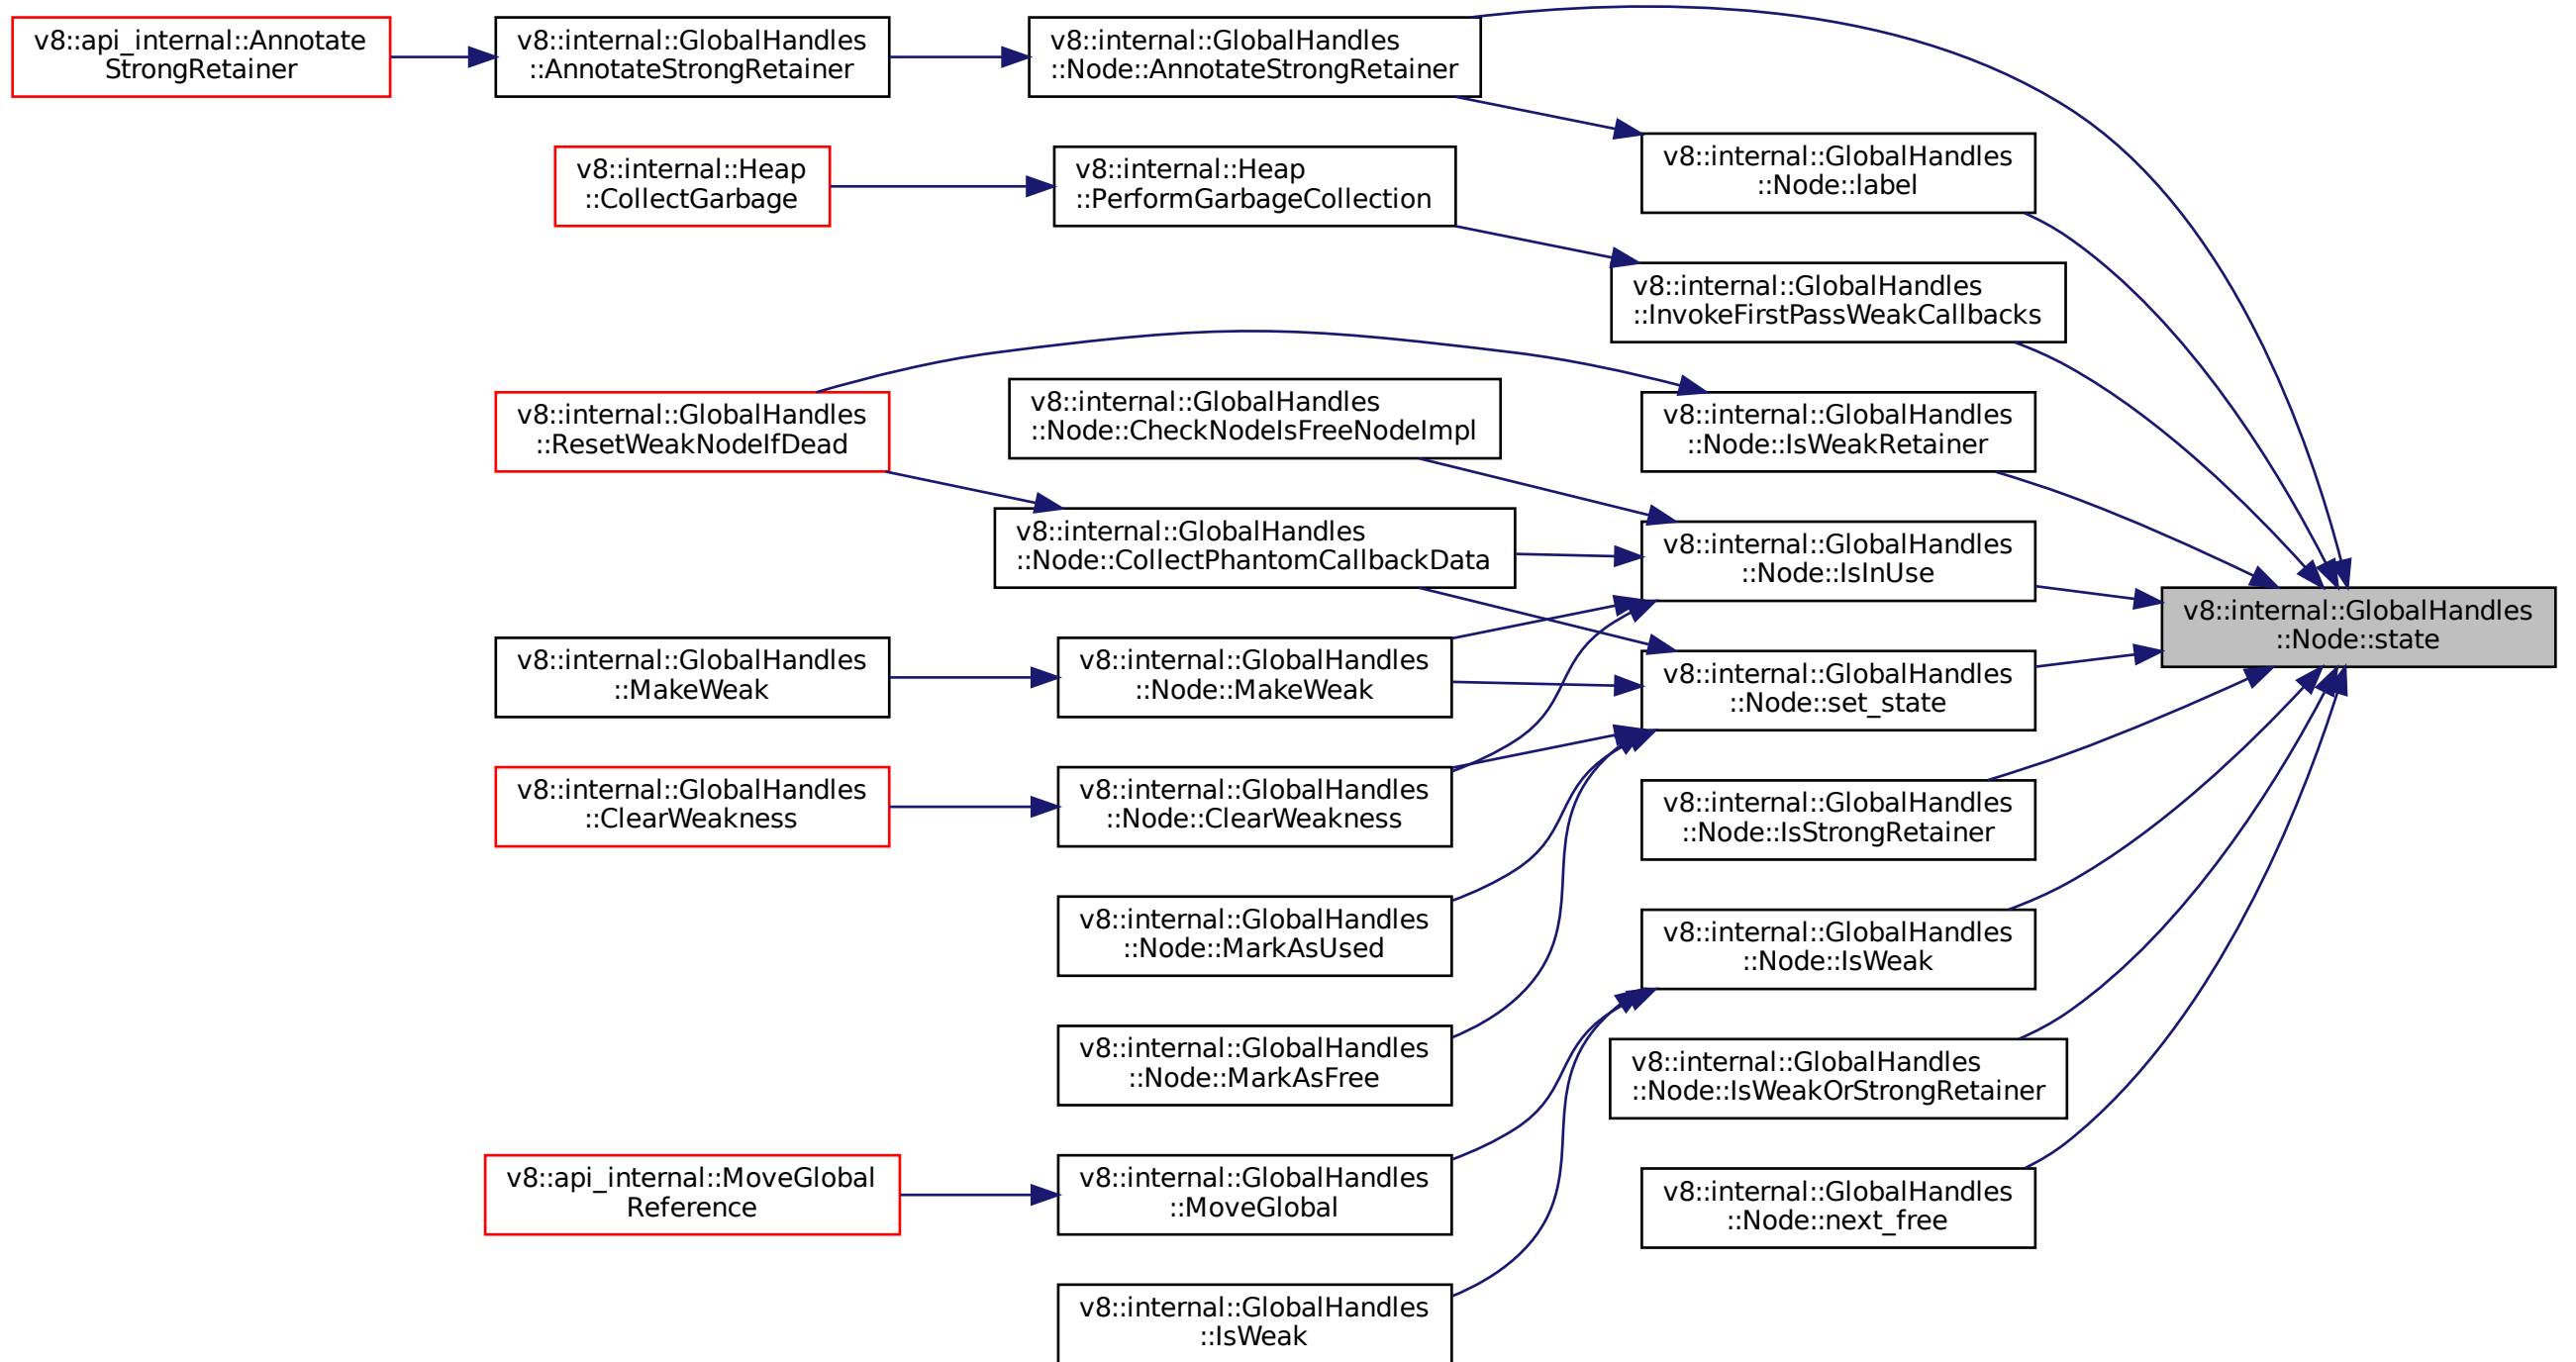 v8::api_internal::Annotate
StrongRetainer
v8::internal::GlobalHandles
::AnnotateStrongRetainer
v8::internal::GlobalHandles
::Node::AnnotateStrongRetainer
v8::internal::GlobalHandles
::Node::label
v8::internal::Heap
::CollectGarbage
v8::internal::Heap
::PerformGarbageCollection
v8::internal::GlobalHandles
::InvokeFirstPassWeakCallbacks
v8::internal::GlobalHandles
::ResetWeakNodeIfDead
v8::internal::GlobalHandles
::Node::CheckNodeIsFreeNodeImpl
v8::internal::GlobalHandles
::Node::IsWeakRetainer
v8::internal::GlobalHandles
::Node::CollectPhantomCallbackData
v8::internal::GlobalHandles
::Node::IsInUse
v8::internal::GlobalHandles
::Node::state
v8::internal::GlobalHandles
::MakeWeak
v8::internal::GlobalHandles
::Node::MakeWeak
v8::internal::GlobalHandles
::Node::set_state
v8::internal::GlobalHandles
::ClearWeakness
v8::internal::GlobalHandles
::Node::ClearWeakness
v8::internal::GlobalHandles
::Node::IsStrongRetainer
v8::internal::GlobalHandles
::Node::MarkAsUsed
v8::internal::GlobalHandles
::Node::IsWeak
v8::internal::GlobalHandles
::Node::MarkAsFree
v8::internal::GlobalHandles
::Node::IsWeakOrStrongRetainer
v8::api_internal::MoveGlobal
Reference
v8::internal::GlobalHandles
::MoveGlobal
v8::internal::GlobalHandles
::Node::next_free
v8::internal::GlobalHandles
::IsWeak